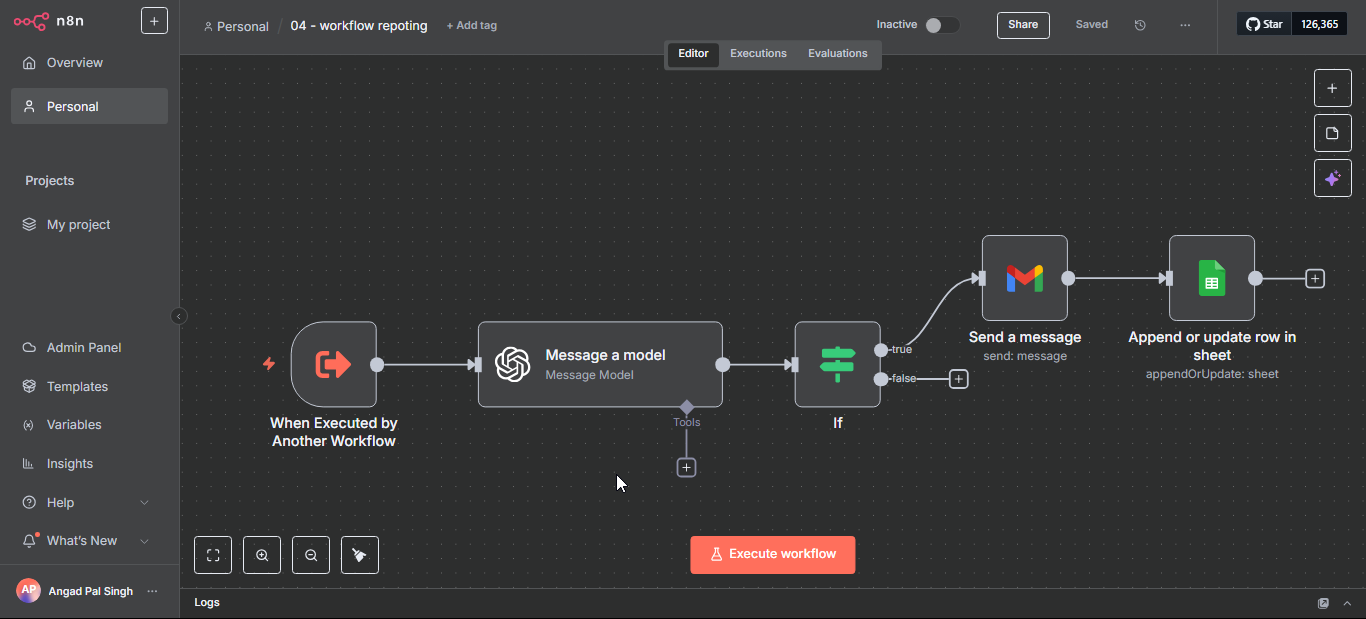 n8n
+
Overview
Personal
Projects
My project
Admin Panel
Templates
Variables
Insights
Help
What's New
AP
Angad Pal Singh
...
Personal / 04 - workflow repoting + Add tag
Inactive
Share
Saved
...
Star 126,365
Editor Executions Evaluations
When Executed by
Another Workflow
Message a model
Message Model
Tools
If
true
false
Send a message
send: message
Append or update row in
sheet
appendOrUpdate: sheet
Execute workflow
Logs